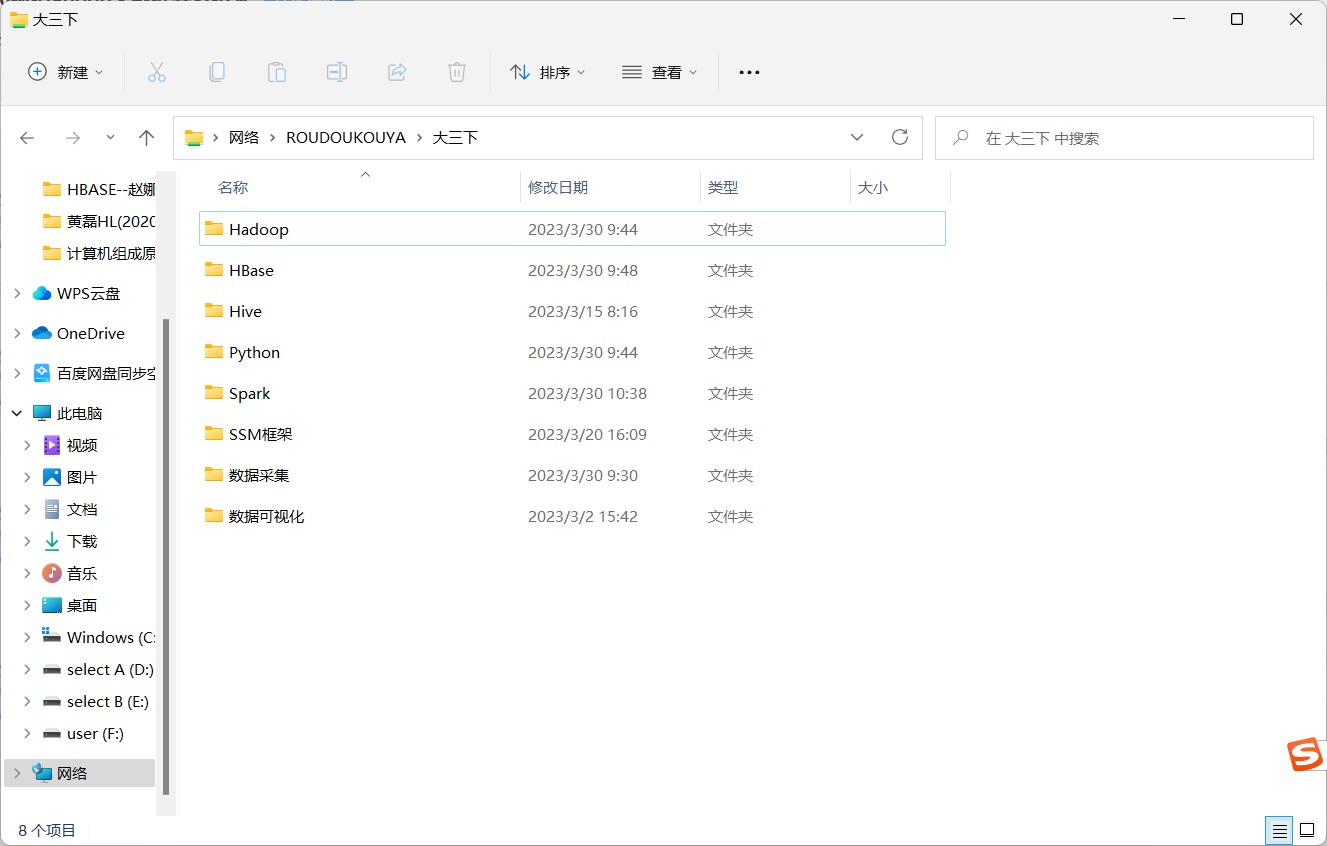 大三下
新建
排序
查看
网络 ROUDOUKOUYA 大三下
在 大三下 中搜索
HBASE--赵娜
黄磊HL(2020
计算机组成原
WPS云盘
OneDrive
百度网盘同步空
此电脑
视频
图片
文档
下载
音乐
桌面
Windows (C:
select A (D:)
select B (E:)
user (F:)
网络
名称 修改日期 类型 大小
Hadoop 2023/3/30 9:44 文件夹
HBase 2023/3/30 9:48 文件夹
Hive 2023/3/15 8:16 文件夹
Python 2023/3/30 9:44 文件夹
Spark 2023/3/30 10:38 文件夹
SSM框架 2023/3/20 16:09 文件夹
数据采集 2023/3/30 9:30 文件夹
数据可视化 2023/3/2 15:42 文件夹
8 个项目